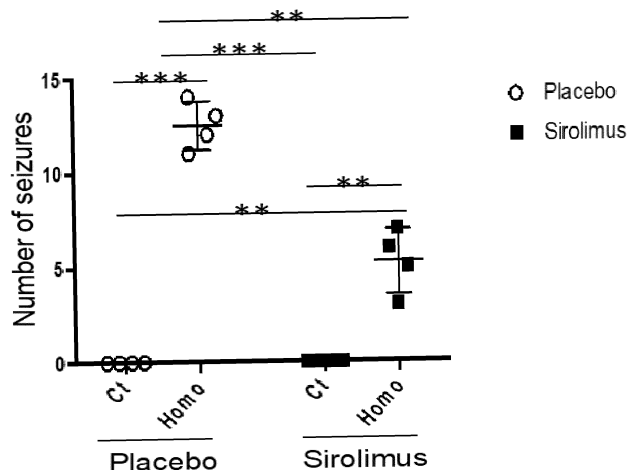 **
***
***
15
Placebo
Sirolimus
Number of seizures
10
**
**
5
0
Ct
Homo
Ct
Homo
Placebo
Sirolimus